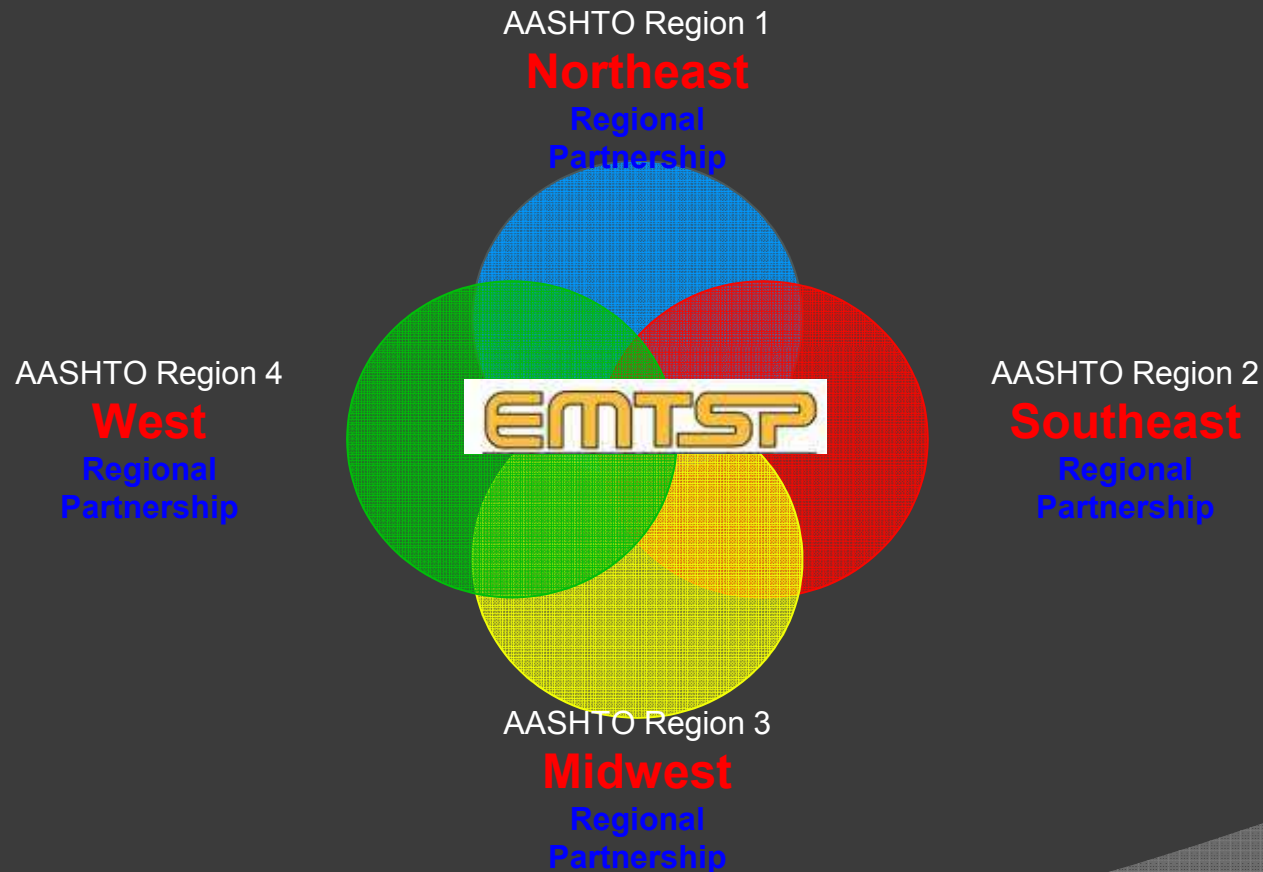 AASHTO Region 1
Northeast
Regional
Partnership
AASHTO Region 4
West
Regional
Partnership
EMTSP
AASHTO Region 2
Southeast
Regional
Partnership
AASHTO Region 3
Midwest
Regional
Partnership